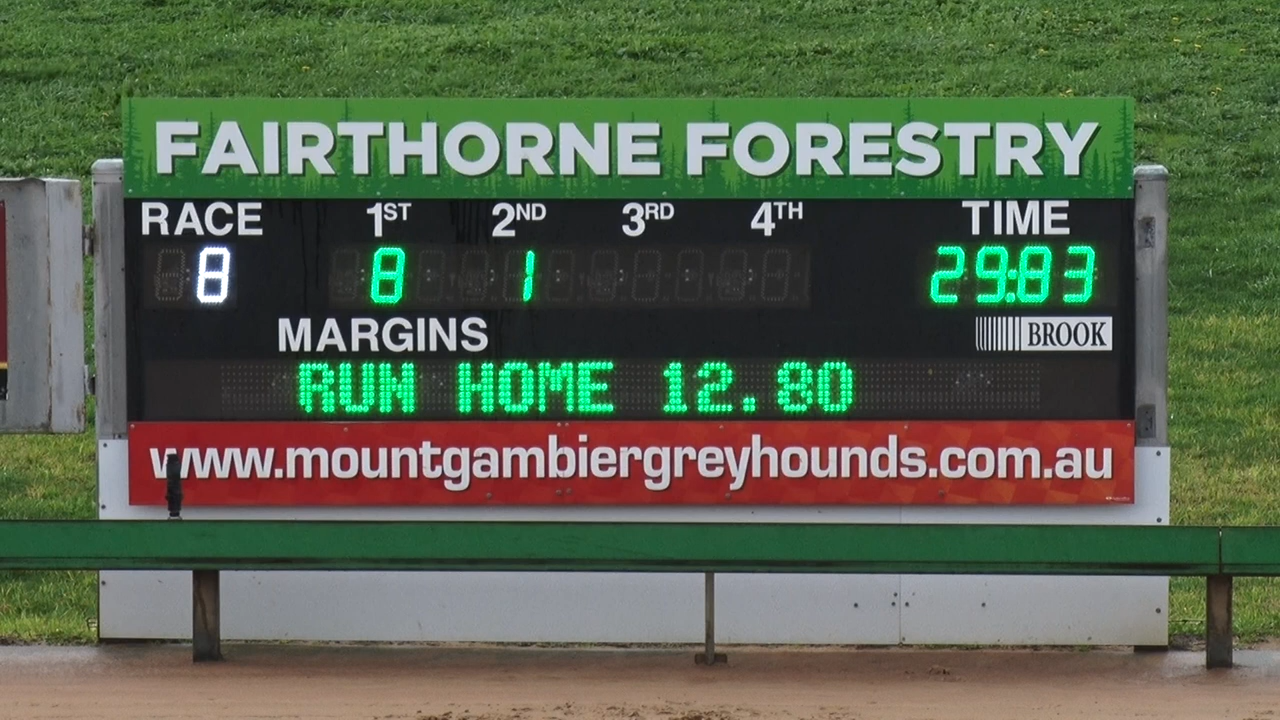 FAIRTHORNE FORESTRY
RACE 1ST 2ND 3RD 4TH TIME
8 8 1 29:83
MARGINS BROOK
RUN HOME 12.80
www.mountgambiergreyhounds.com.au